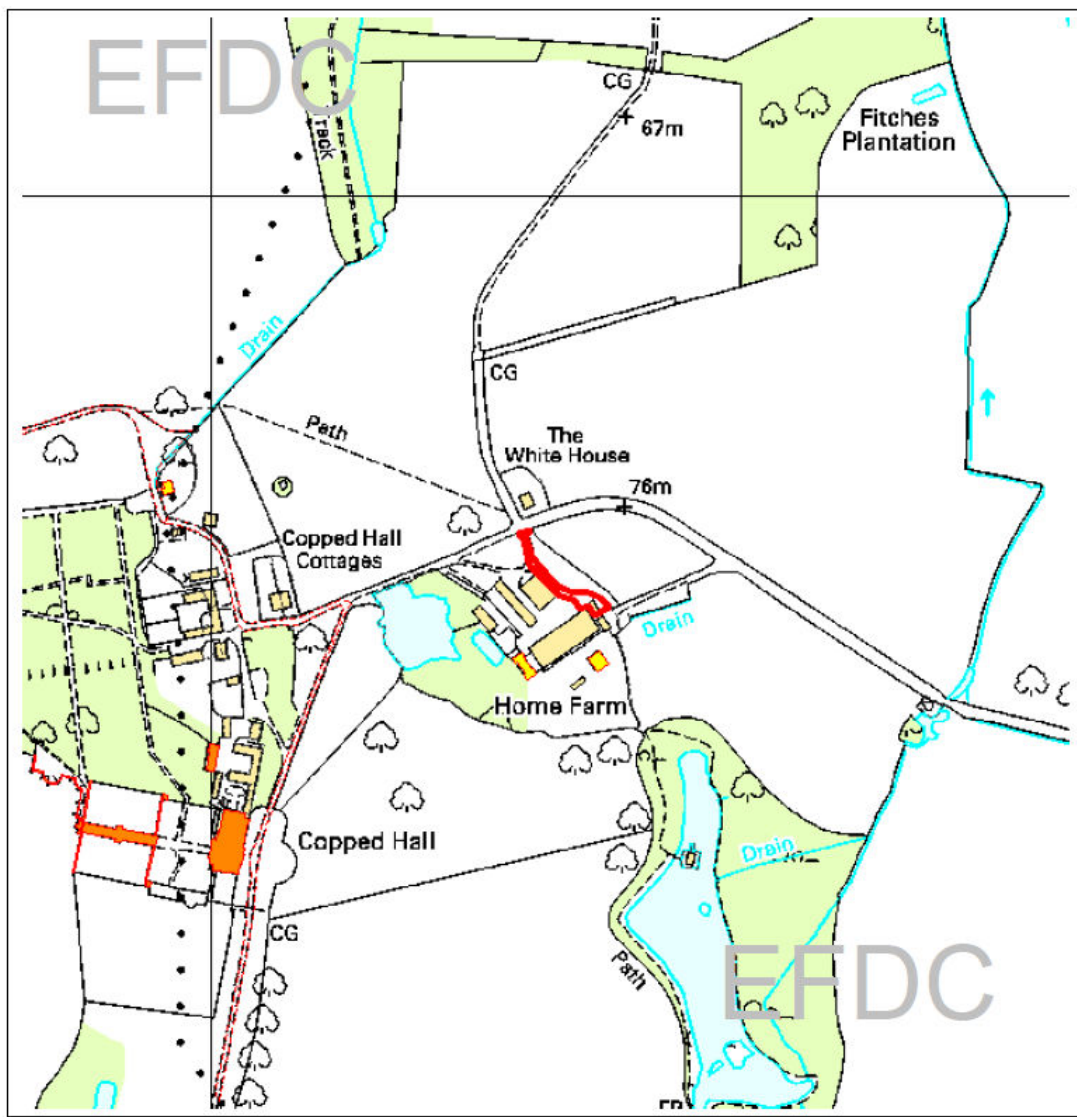 EFDC
CG
67m
Fitches
Plantation
Track
Drain
CG
Path
The
White House
76m
Copped Hall
Cottages
Drain
Home Farm
Copped Hall
Drain
CG
Path
EFDC